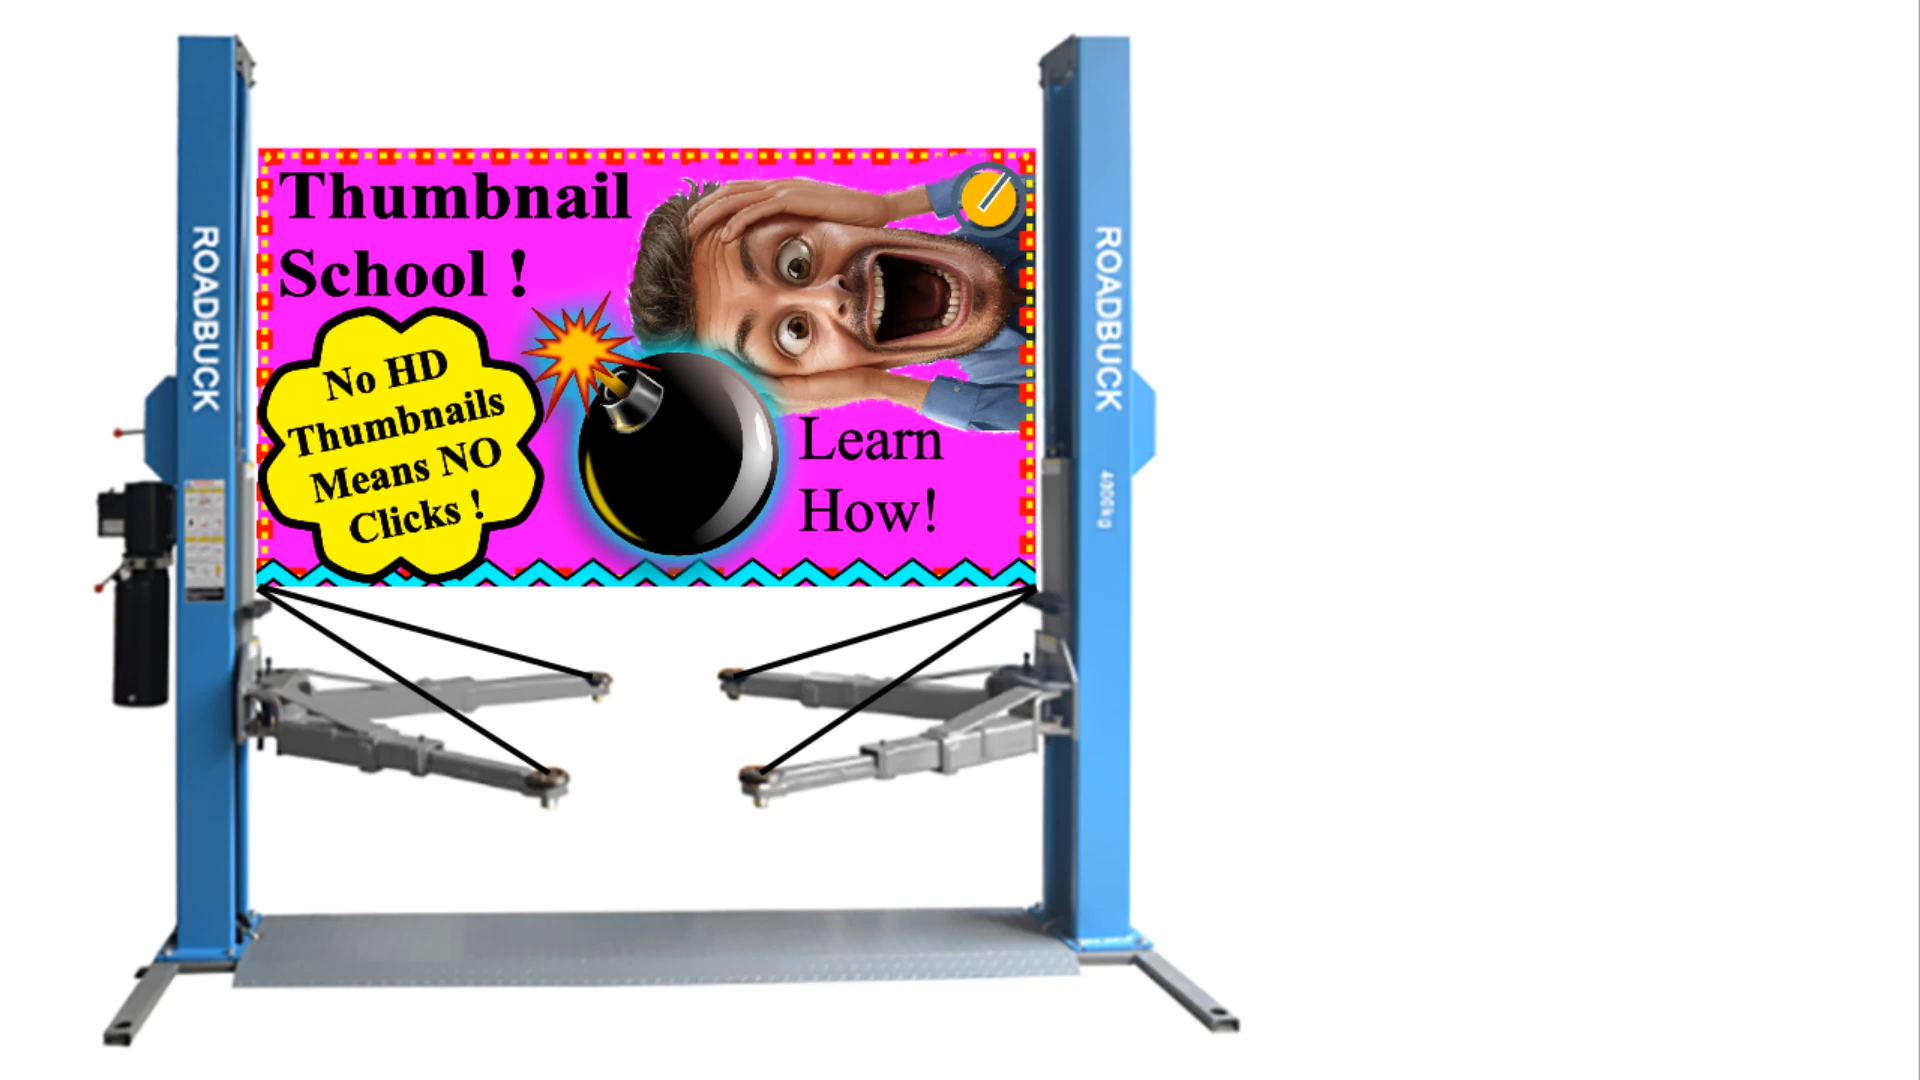 ROADBUCK
Thumbnail
School !
No HD
Thumbnails
Means NO
Clicks !
Learn
How!
ROADBUCK